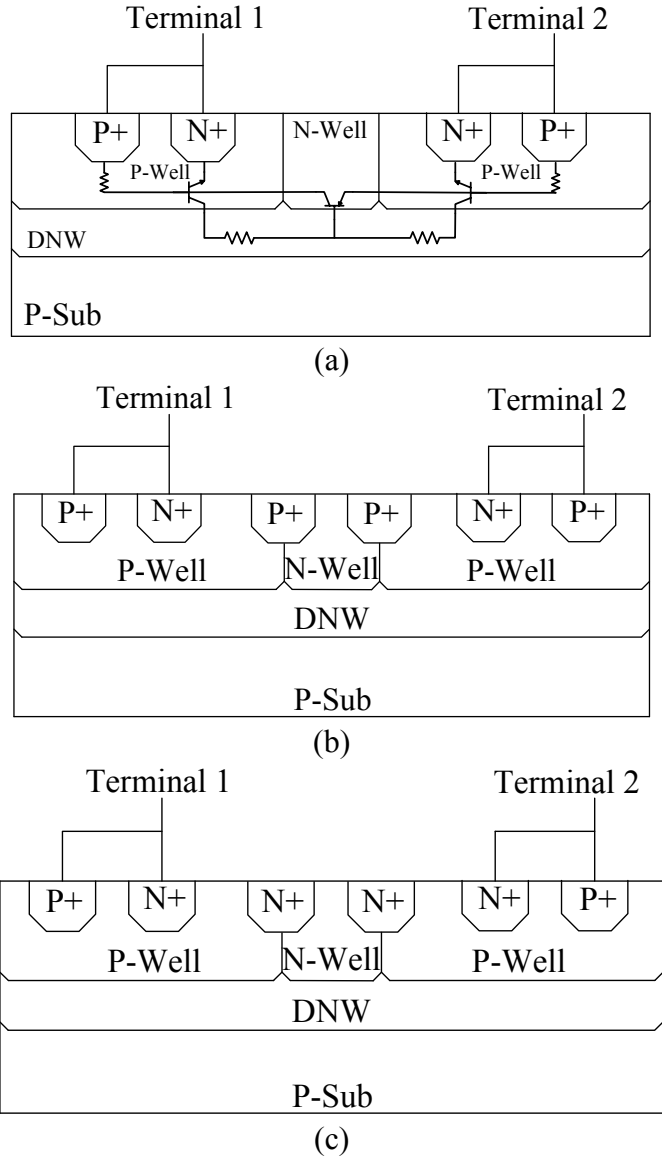 Terminal 1 Terminal 2
P+ N+ N-Well N+ P+
P-Well P-Well
DNW
P-Sub
(a)
Terminal 1 Terminal 2
P+ N+ P+ P+ N+ P+
P-Well N-Well P-Well
DNW
P-Sub
(b)
Terminal 1 Terminal 2
P+ N+ N+ N+ N+ P+
P-Well N-Well P-Well
DNW
P-Sub
(c)